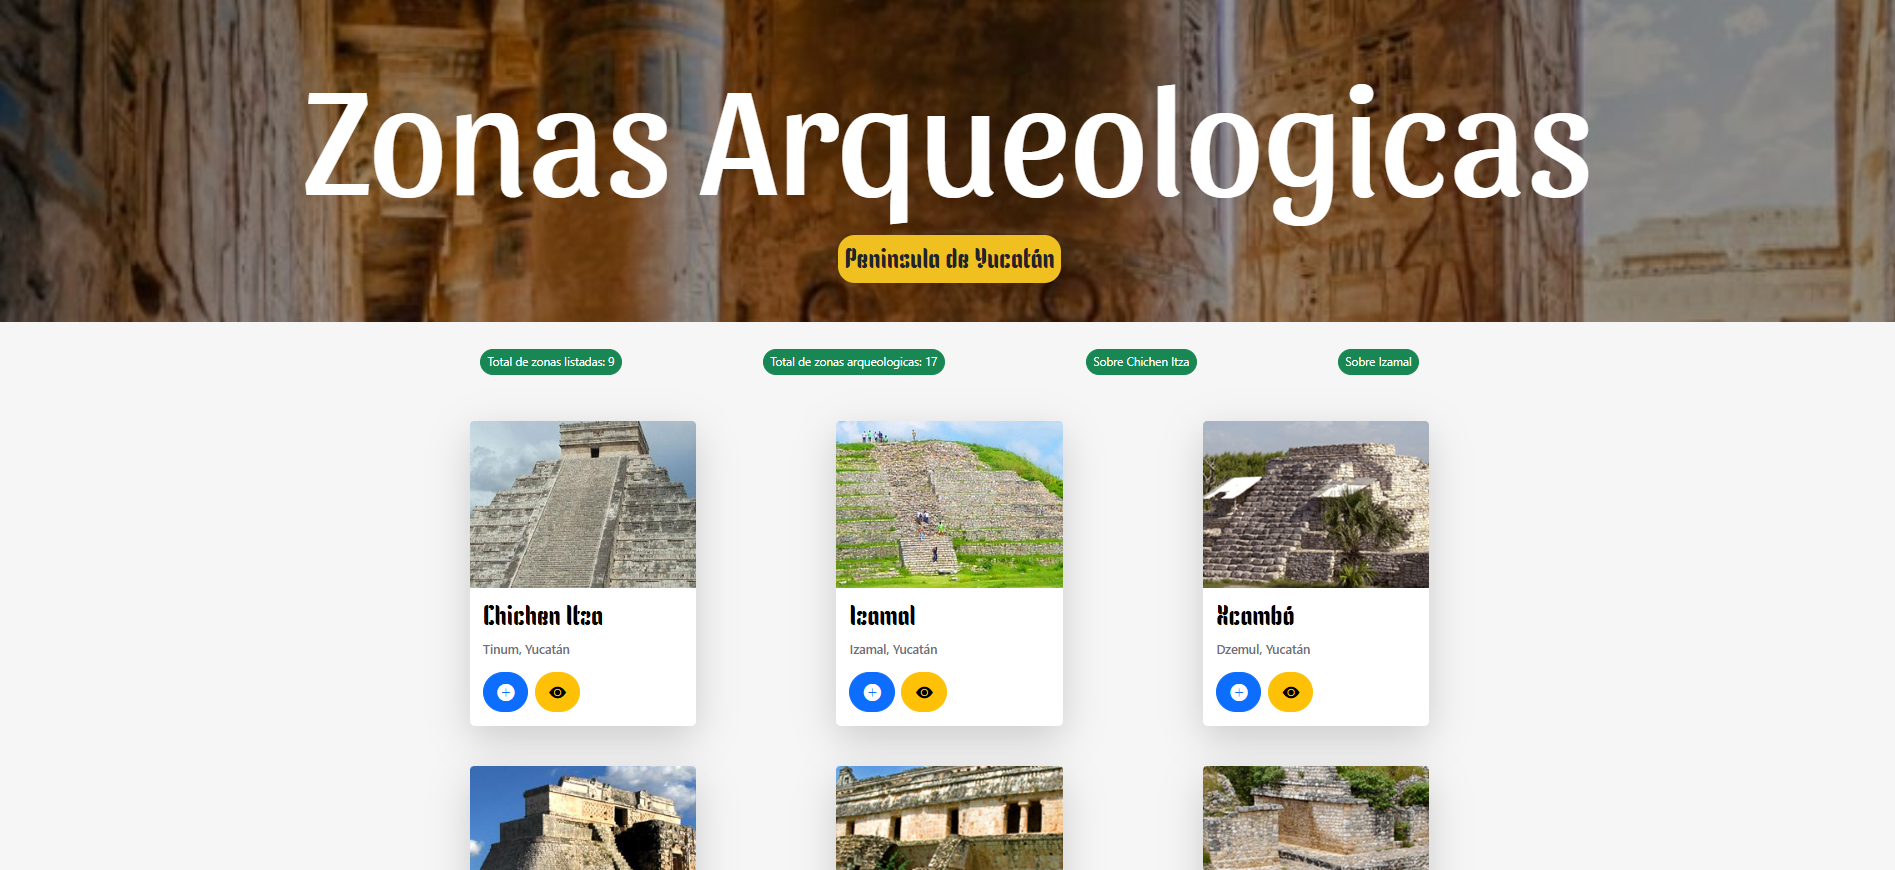 Zonas Arqueologicas
Peninsula de Yucatán
Total de zonas listadas: 9
Total de zonas arqueologicas: 17
Sobre Chichen Itza
Sobre Izamal
Chichen Itza
Tinum, Yucatán
Izamal
Izamal, Yucatán
Xcambó
Dzemul, Yucatán